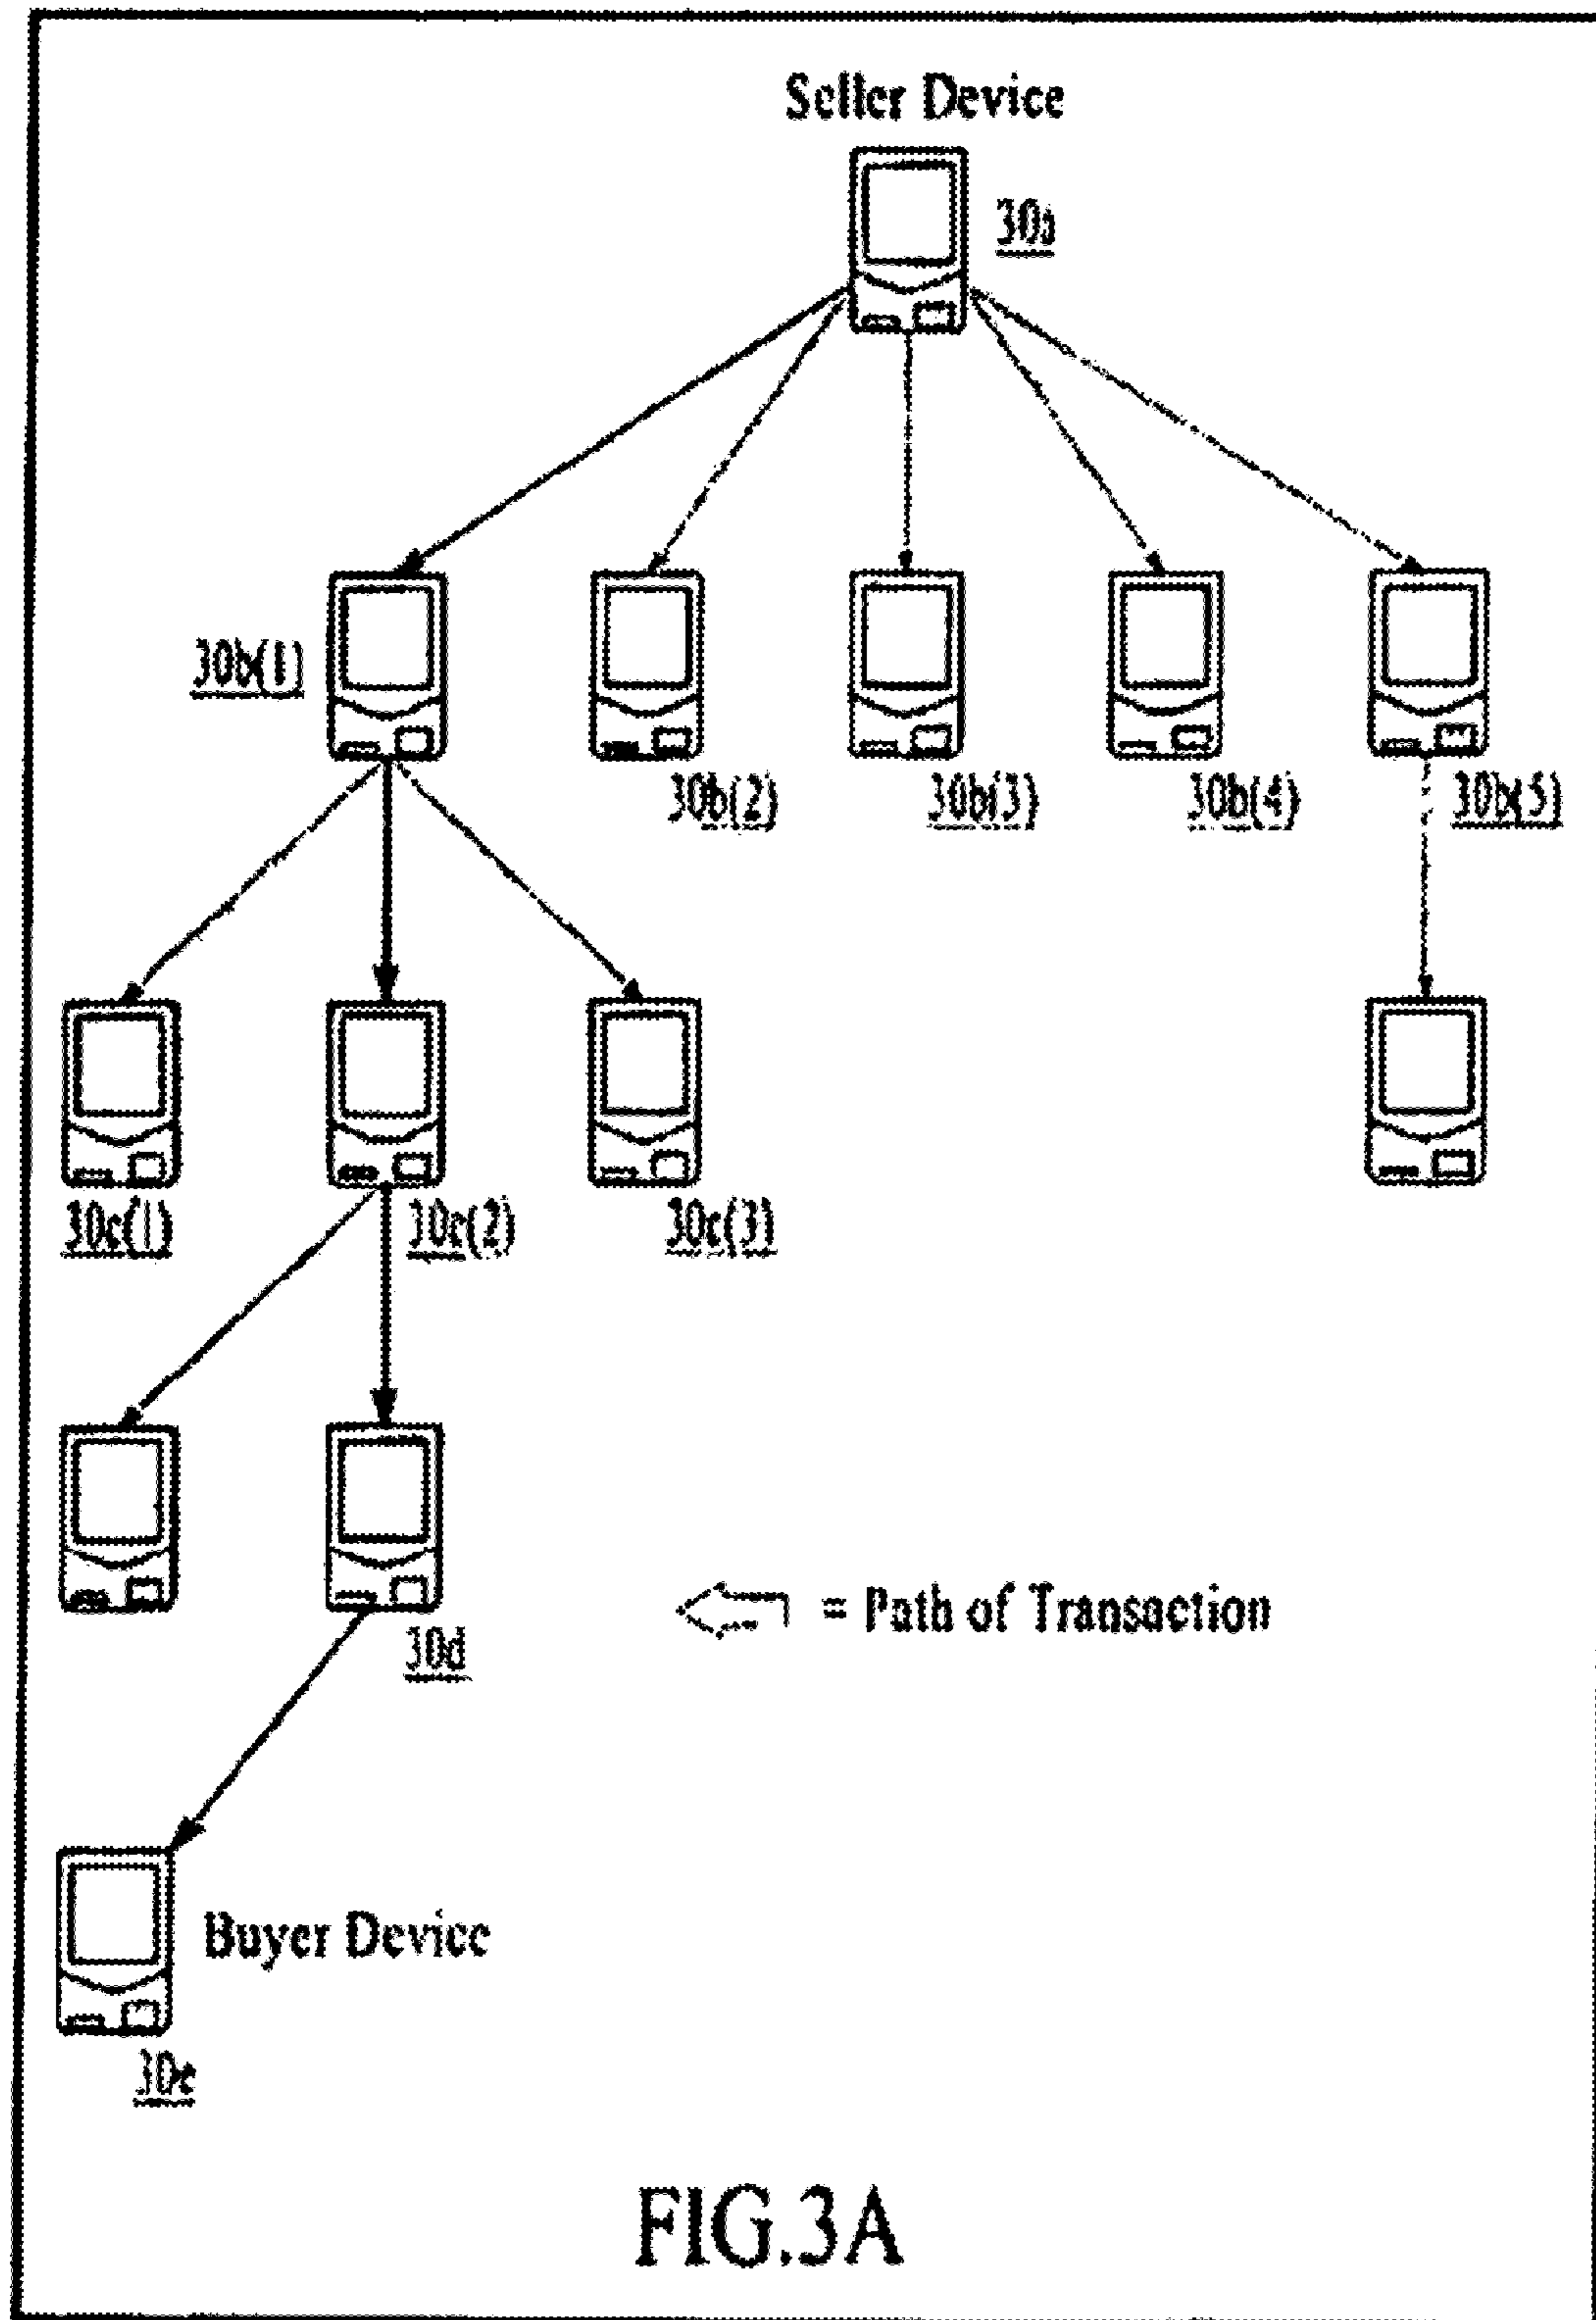 Seller Device
30a
30b(1)
30b(2)
30b(3)
30b(4)
30b(5)
30c(1)
30c(2)
30c(3)
= Path of Transaction
30d
Buyer Device
30e
FIG.3A